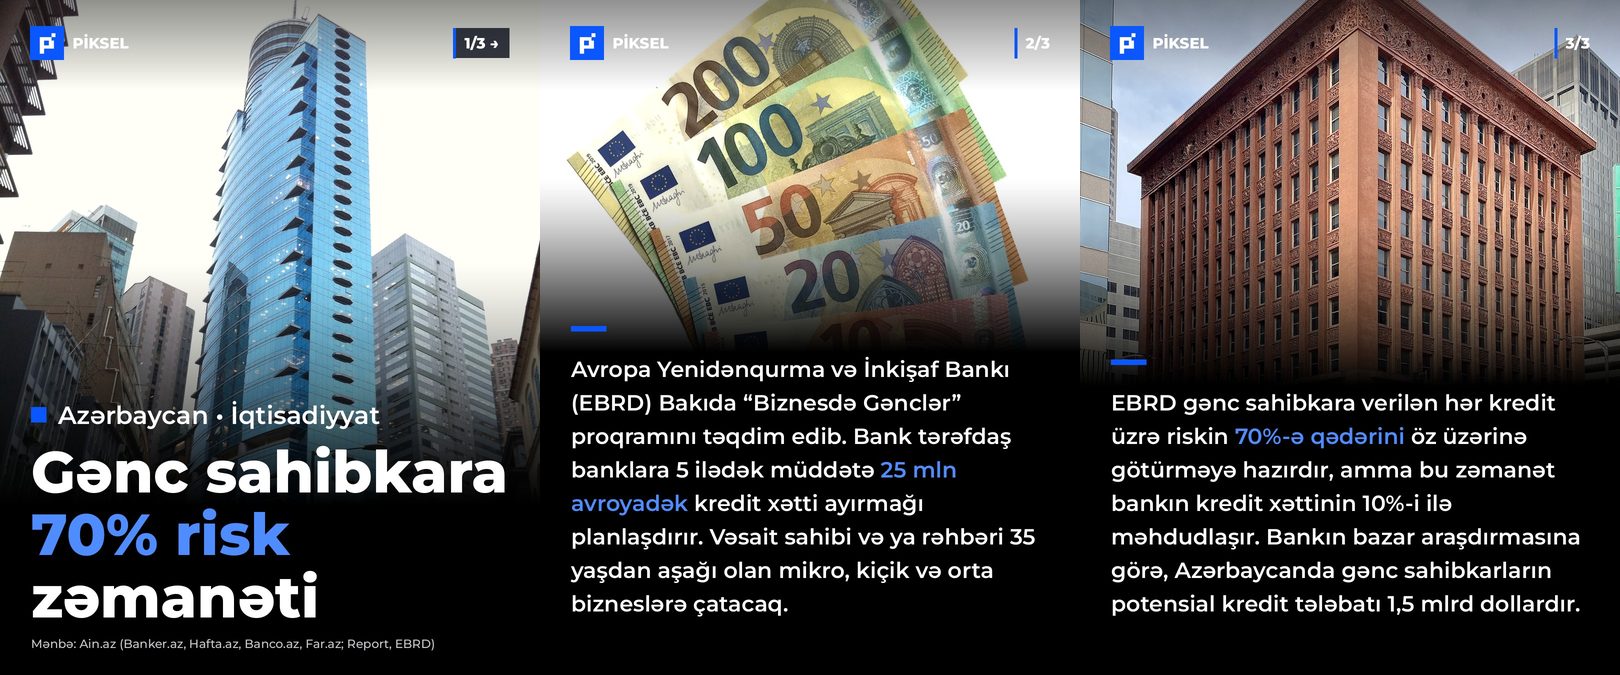 PİKSEL
1/3 →
Azərbaycan • İqtisadiyyat
Gənc sahibkara
70% risk
zəmanəti
Mənbə: Ain.az (Banker.az, Hafta.az, Banco.az, Far.az; Report, EBRD)
PİKSEL
2/3
200
100
50
20
10
Avropa Yenidənqurma və İnkişaf Bankı
(EBRD) Bakıda “Biznesdə Gənclər”
proqramını təqdim edib. Bank tərəfdaş
banklara 5 ilədək müddətə 25 mln
avroyadək kredit xətti ayırmağı
planlaşdırır. Vəsait sahibi və ya rəhbəri 35
yaşdan aşağı olan mikro, kiçik və orta
bizneslərə çatacaq.
PİKSEL
3/3
EBRD gənc sahibkara verilən hər kredit
üzrə riskin 70%-ə qədərini öz üzərinə
götürməyə hazırdır, amma bu zəmanət
bankın kredit xəttinin 10%-i ilə
məhdudlaşır. Bankın bazar araşdırmasına
görə, Azərbaycanda gənc sahibkarların
potensial kredit tələbatı 1,5 mlrd dollardır.